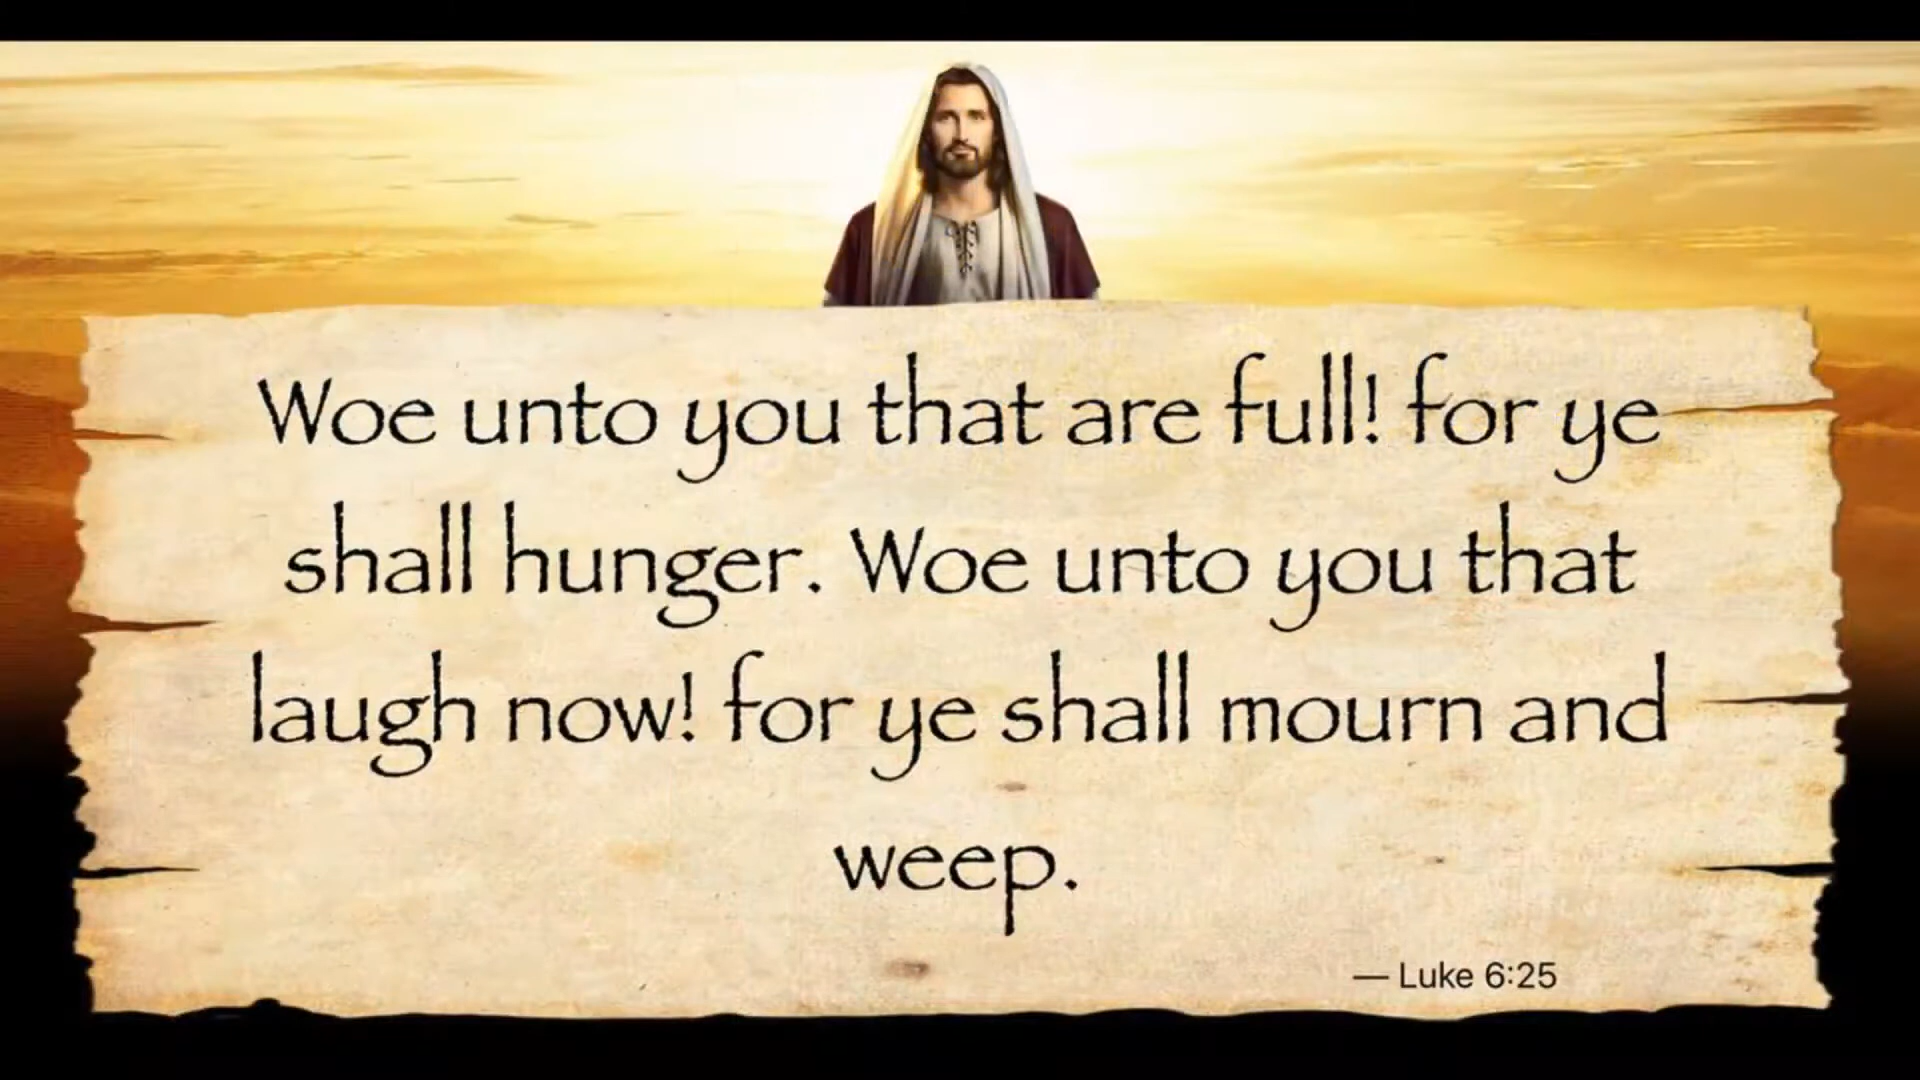 Woe unto you that are full! for ye
shall hunger. Woe unto you that
laugh now! for ye shall mourn and
weep.
— Luke 6:25